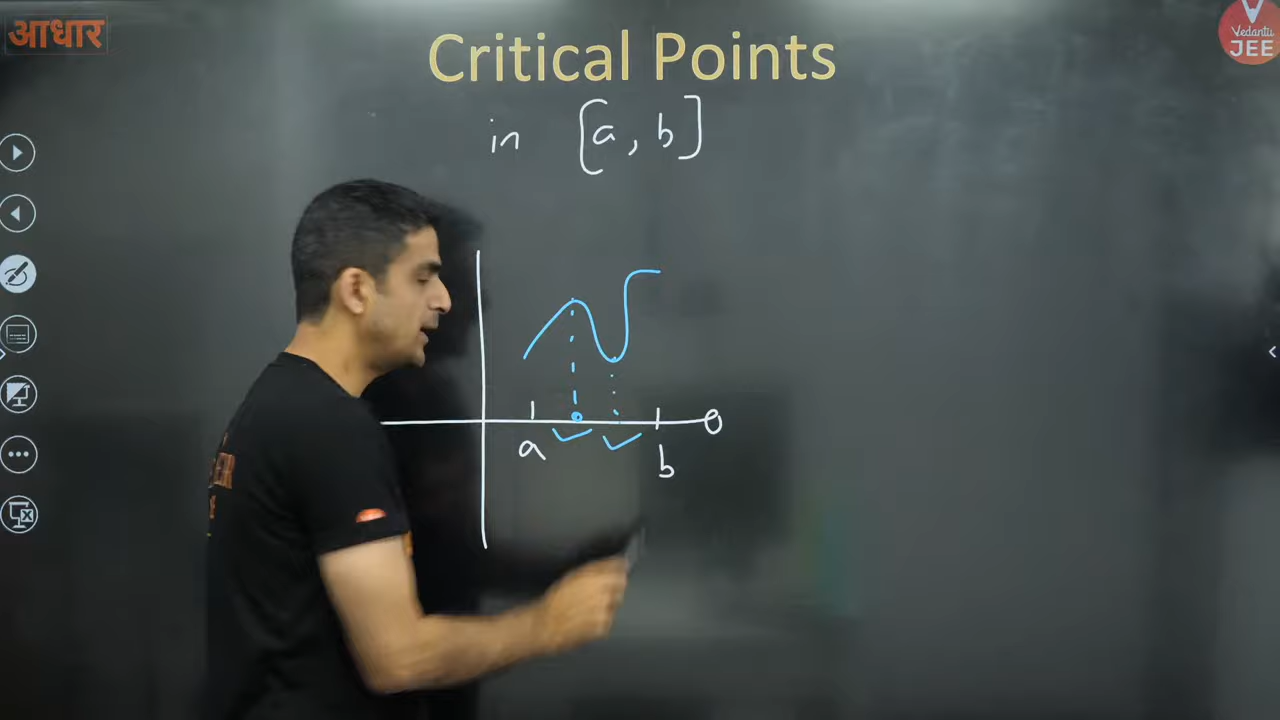 आधार
Vedantu
JEE
Critical Points
in [a, b]
a
b